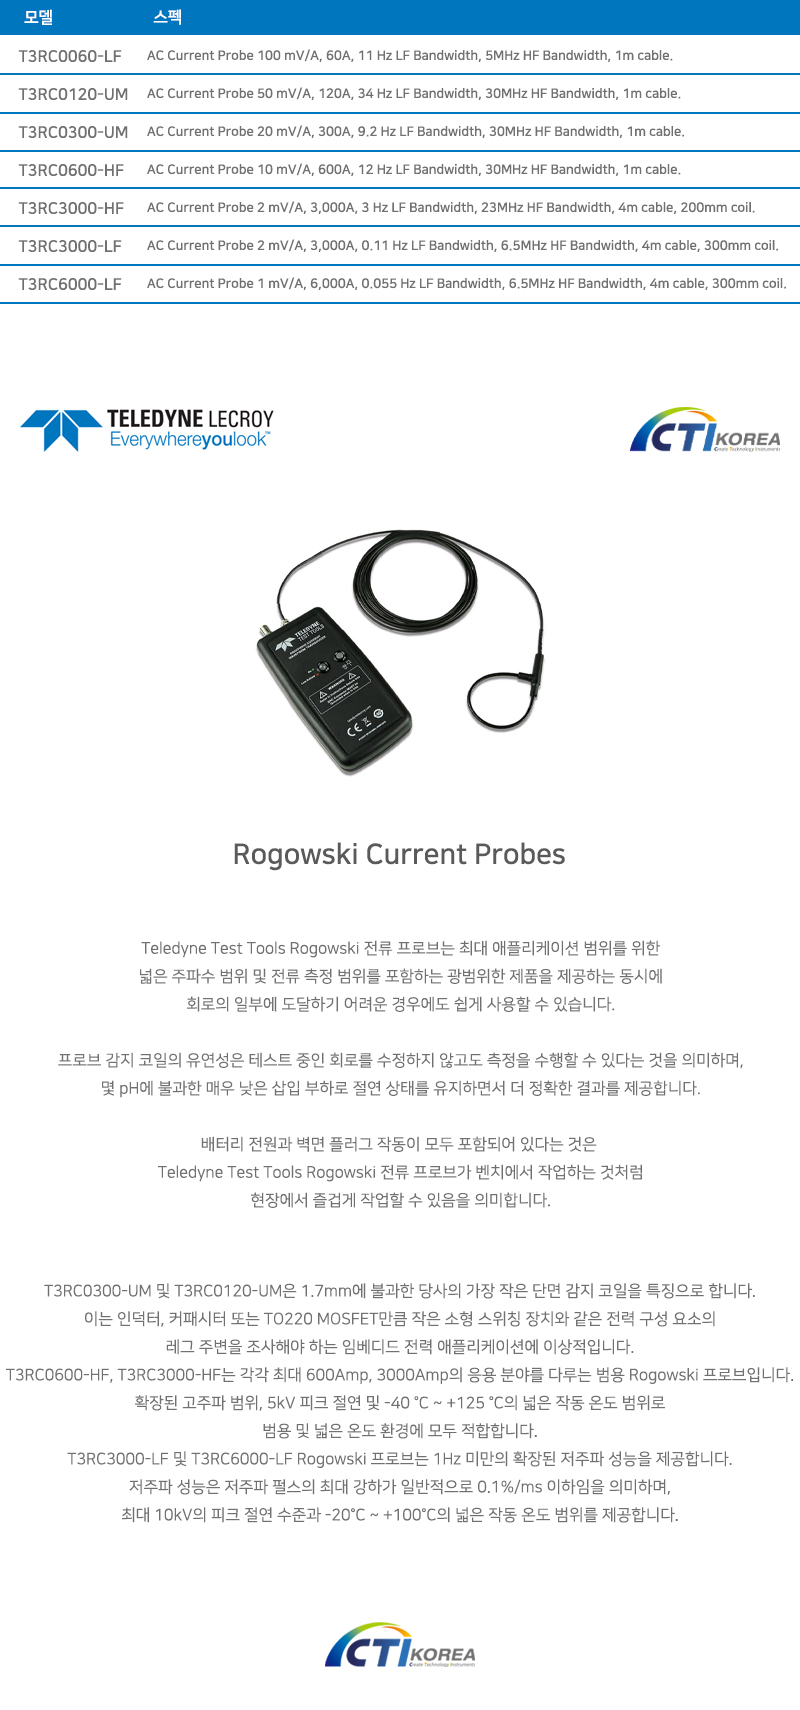 모델 스펙
T3RC0060-LF AC Current Probe 100 mV/A, 60A, 11 Hz LF Bandwidth, 5MHz HF Bandwidth, 1m cable.
T3RC0120-UM AC Current Probe 50 mV/A, 120A, 34 Hz LF Bandwidth, 30MHz HF Bandwidth, 1m cable.
T3RC0300-UM AC Current Probe 20 mV/A, 300A, 9.2 Hz LF Bandwidth, 30MHz HF Bandwidth, 1m cable.
T3RC0600-HF AC Current Probe 10 mV/A, 600A, 12 Hz LF Bandwidth, 30MHz HF Bandwidth, 1m cable.
T3RC3000-HF AC Current Probe 2 mV/A, 3,000A, 3 Hz LF Bandwidth, 23MHz HF Bandwidth, 4m cable, 200mm coil.
T3RC3000-LF AC Current Probe 2 mV/A, 3,000A, 0.11 Hz LF Bandwidth, 6.5MHz HF Bandwidth, 4m cable, 300mm coil.
T3RC6000-LF AC Current Probe 1 mV/A, 6,000A, 0.055 Hz LF Bandwidth, 6.5MHz HF Bandwidth, 4m cable, 300mm coil.
TELEDYNE LECROY
Everywhereyoulook™
CTI KOREA
Create Technology Instruments
TELEDYNE
TEST TOOLS
WARNING
CE
Rogowski Current Probes
Teledyne Test Tools Rogowski 전류 프로브는 최대 애플리케이션 범위를 위한
넓은 주파수 범위 및 전류 측정 범위를 포함하는 광범위한 제품을 제공하는 동시에
회로의 일부에 도달하기 어려운 경우에도 쉽게 사용할 수 있습니다.
프로브 감지 코일의 유연성은 테스트 중인 회로를 수정하지 않고도 측정을 수행할 수 있다는 것을 의미하며,
몇 pH에 불과한 매우 낮은 삽입 부하로 절연 상태를 유지하면서 더 정확한 결과를 제공합니다.
배터리 전원과 벽면 플러그 작동이 모두 포함되어 있다는 것은
Teledyne Test Tools Rogowski 전류 프로브가 벤치에서 작업하는 것처럼
현장에서 즐겁게 작업할 수 있음을 의미합니다.
T3RC0300-UM 및 T3RC0120-UM은 1.7mm에 불과한 당사의 가장 작은 단면 감지 코일을 특징으로 합니다.
이는 인덕터, 커패시터 또는 TO220 MOSFET만큼 작은 소형 스위칭 장치와 같은 전력 구성 요소의
레그 주변을 조사해야 하는 임베디드 전력 애플리케이션에 이상적입니다.
T3RC0600-HF, T3RC3000-HF는 각각 최대 600Amp, 3000Amp의 응용 분야를 다루는 범용 Rogowski 프로브입니다.
확장된 고주파 범위, 5kV 피크 절연 및 -40 °C ~ +125 °C의 넓은 작동 온도 범위로
범용 및 넓은 온도 환경에 모두 적합합니다.
T3RC3000-LF 및 T3RC6000-LF Rogowski 프로브는 1Hz 미만의 확장된 저주파 성능을 제공합니다.
저주파 성능은 저주파 펄스의 최대 강하가 일반적으로 0.1%/ms 이하임을 의미하며,
최대 10kV의 피크 절연 수준과 -20°C ~ +100°C의 넓은 작동 온도 범위를 제공합니다.
CTI KOREA
Create Technology Instruments